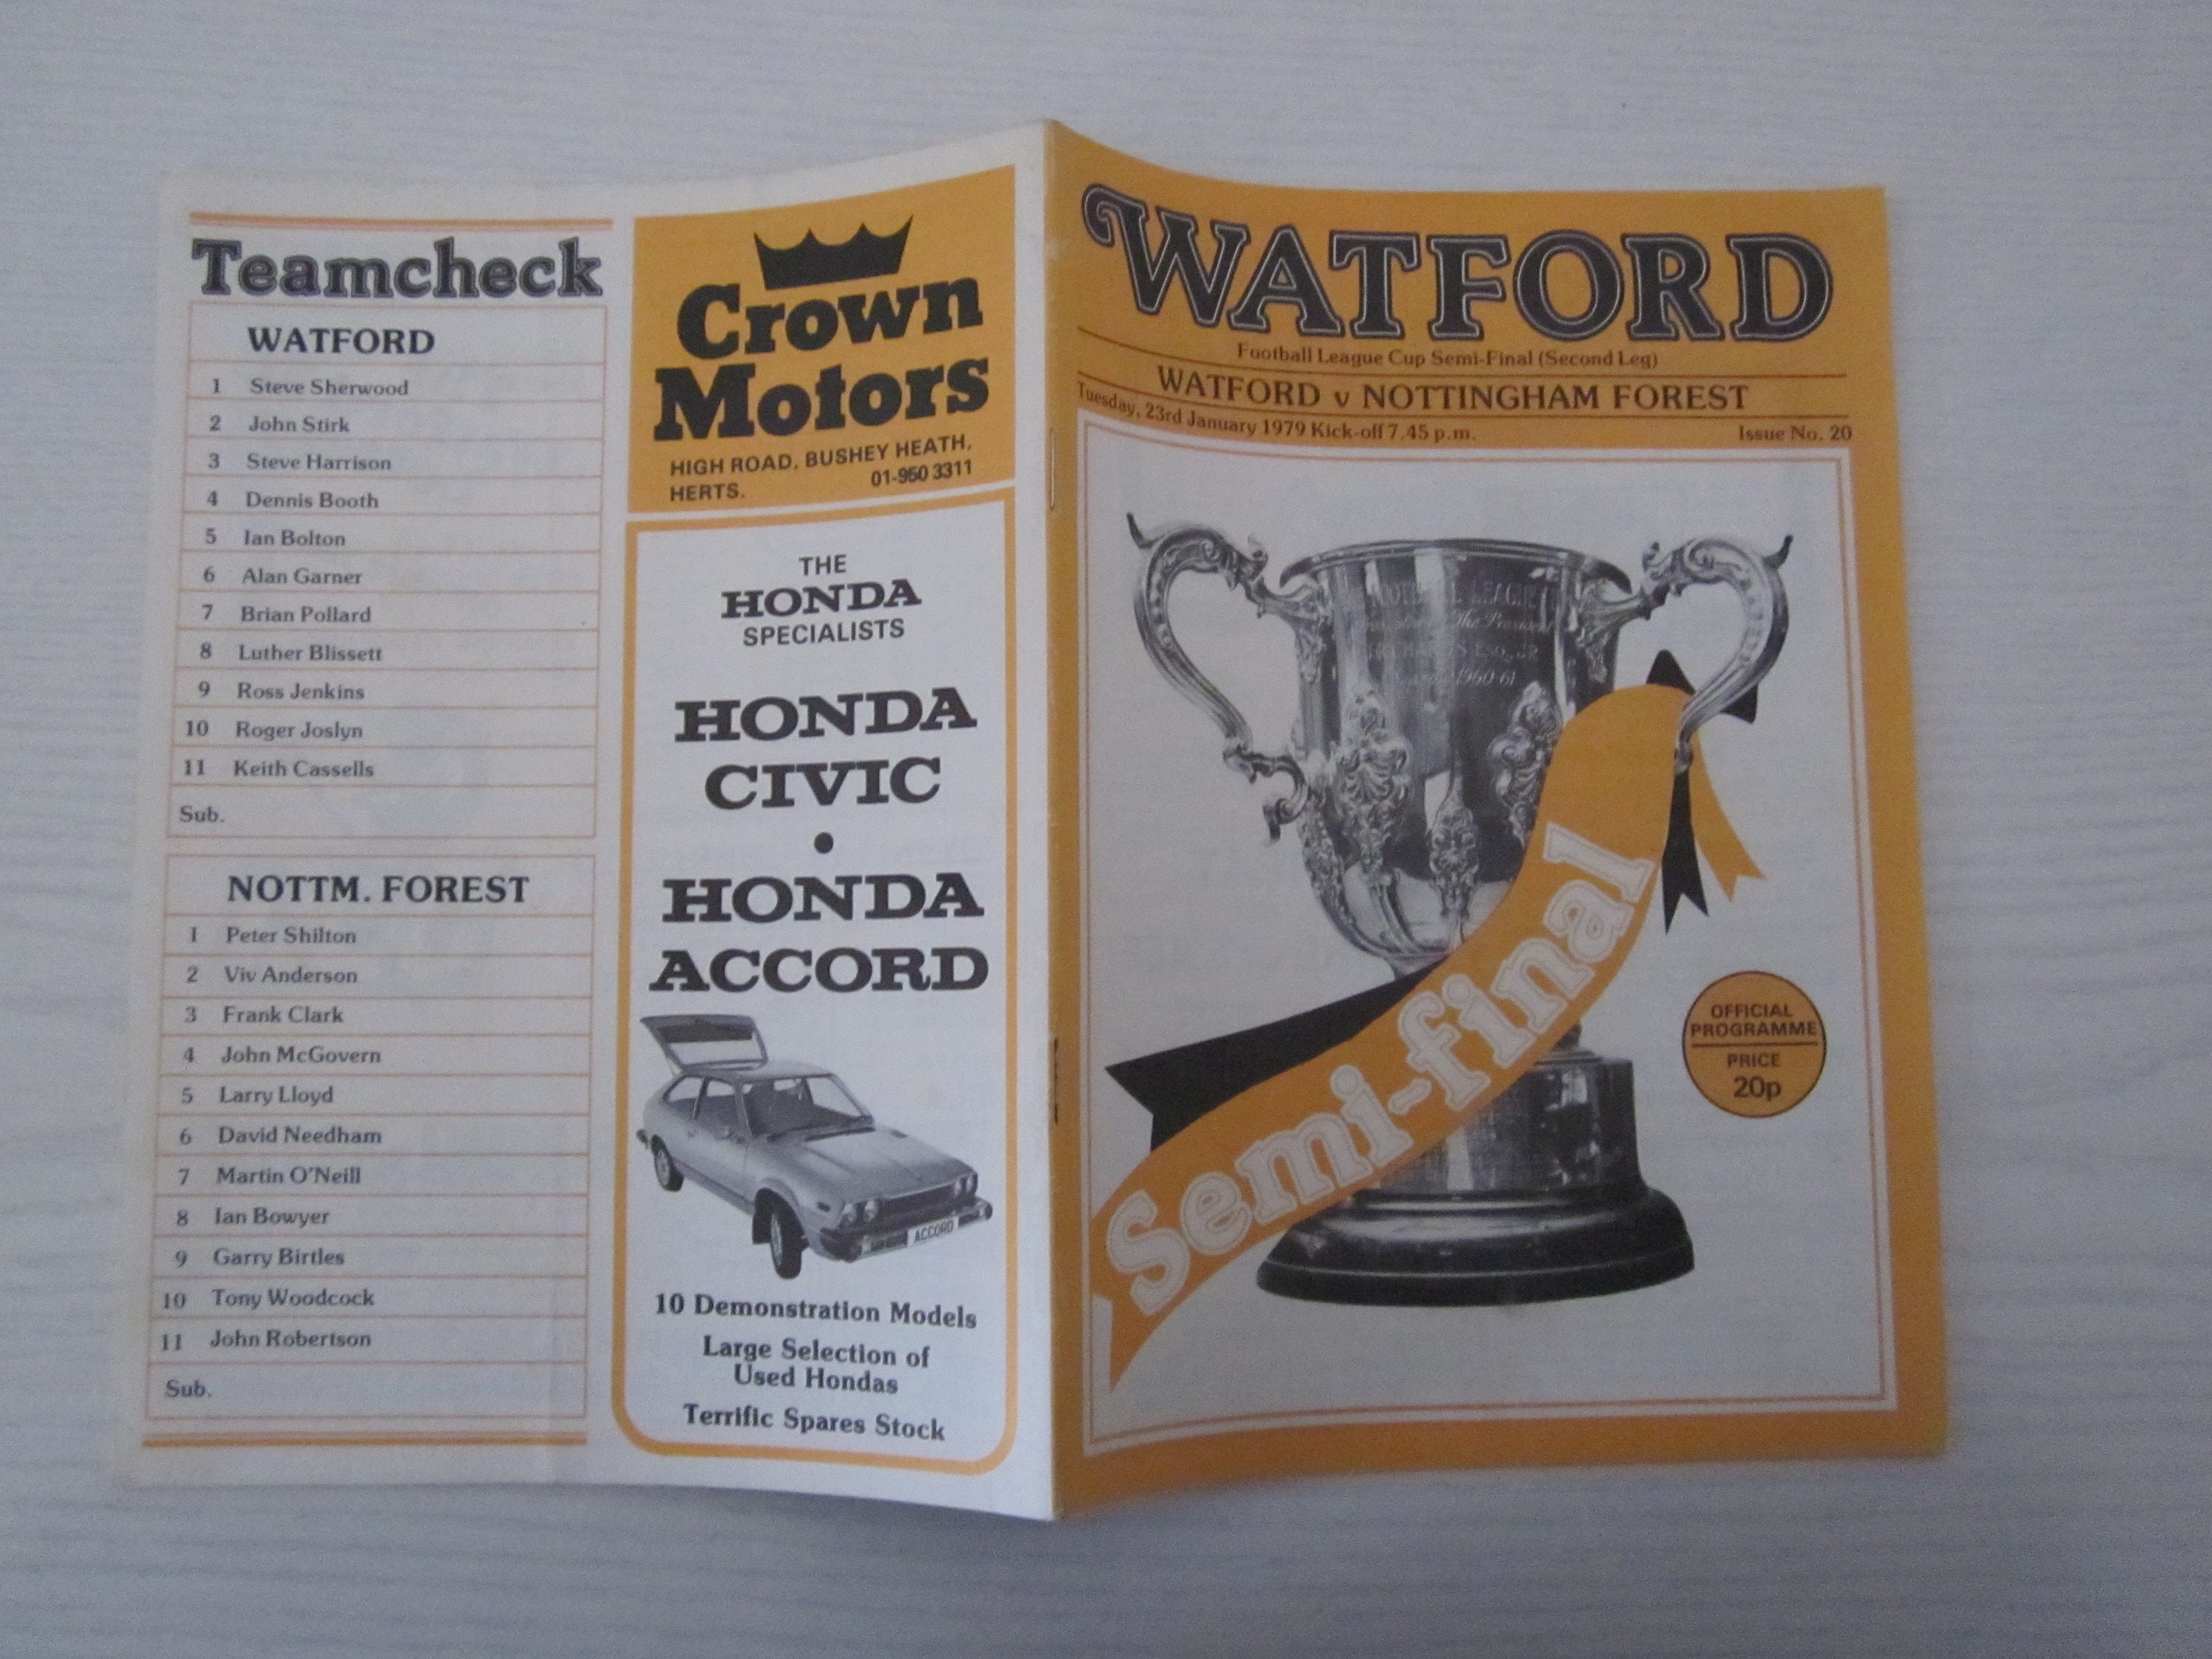 Teamcheck
WATFORD
1 Steve Sherwood
2 John Stirk
3 Steve Harrison
4 Dennis Booth
5 Ian Bolton
6 Alan Garner
7 Brian Pollard
8 Luther Blissett
9 Ross Jenkins
10 Roger Joslyn
11 Keith Cassells
Sub.
NOTTM. FOREST
1 Peter Shilton
2 Viv Anderson
3 Frank Clark
4 John McGovern
5 Larry Lloyd
6 David Needham
7 Martin O'Neill
8 Ian Bowyer
9 Garry Birtles
10 Tony Woodcock
11 John Robertson
Sub.
Crown
Motors
HIGH ROAD, BUSHEY HEATH,
HERTS. 01-950 3311
THE
HONDA
SPECIALISTS
HONDA
CIVIC
•
HONDA
ACCORD
ACCORD
10 Demonstration Models
Large Selection of
Used Hondas
Terrific Spares Stock
WATFORD
Football League Cup Semi-Final (Second Leg)
WATFORD v NOTTINGHAM FOREST
Tuesday, 23rd January 1979 Kick-off 7.45 p.m. Issue No. 20
LEAGUE
The
ESQ. J.P.
1960-61
Semi-final
OFFICIAL
PROGRAMME
PRICE
20p